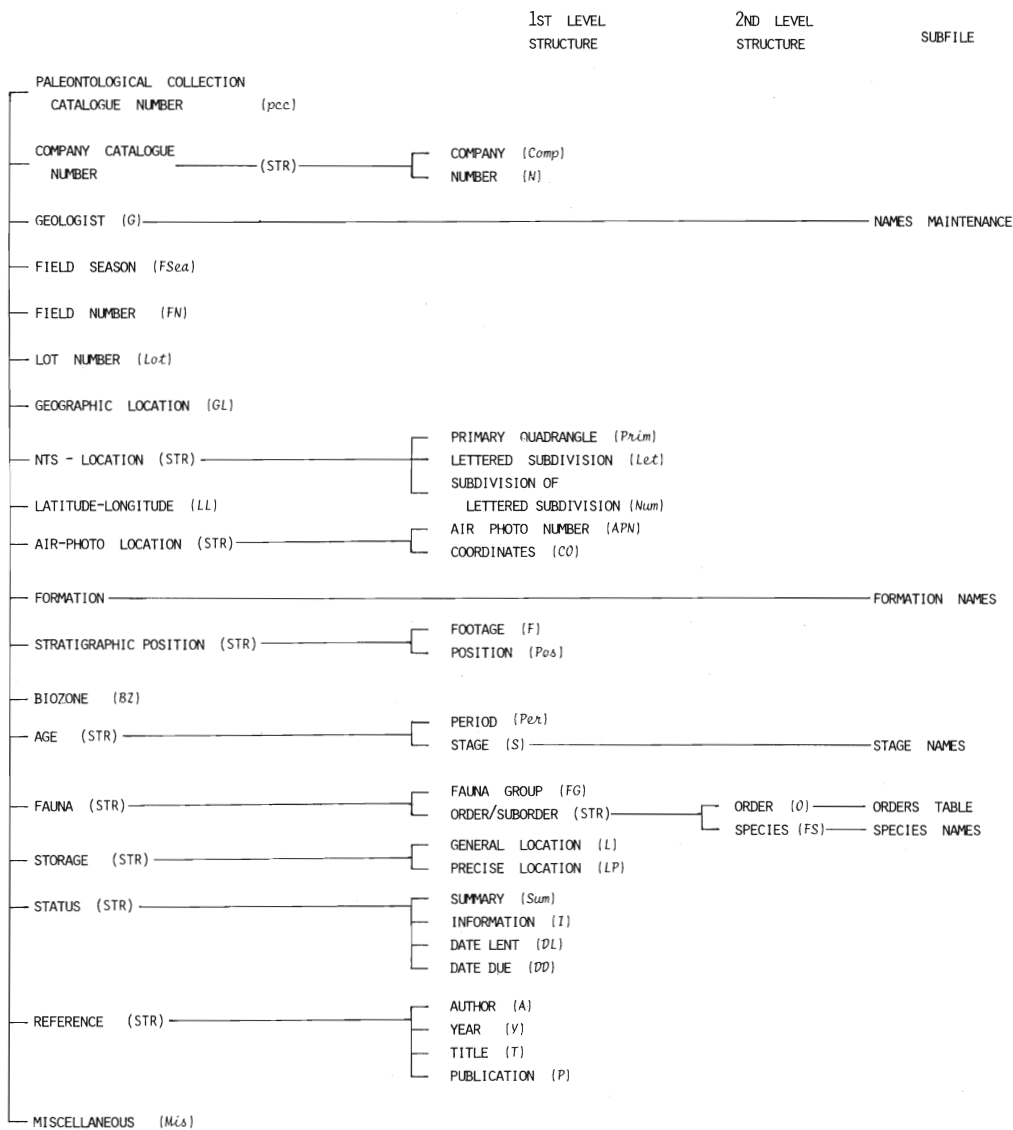 1ST LEVEL STRUCTURE
2ND LEVEL STRUCTURE
SUBFILE
PALEONTOLOGICAL COLLECTION
CATALOGUE NUMBER (pcc)
COMPANY CATALOGUE
NUMBER
(STR)
COMPANY (Comp)
NUMBER (N)
GEOLOGIST (G)
NAMES MAINTENANCE
FIELD SEASON (FSea)
FIELD NUMBER (FN)
LOT NUMBER (Lot)
GEOGRAPHIC LOCATION (GL)
NTS - LOCATION (STR)
PRIMARY QUADRANGLE (Prim)
LETTERED SUBDIVISION (Let)
SUBDIVISION OF
LETTERED SUBDIVISION (Num)
LATITUDE-LONGITUDE (LL)
AIR-PHOTO LOCATION (STR)
AIR PHOTO NUMBER (APN)
COORDINATES (CO)
FORMATION
FORMATION NAMES
STRATIGRAPHIC POSITION (STR)
FOOTAGE (F)
POSITION (Pos)
BIOZONE (BZ)
AGE (STR)
PERIOD (Per)
STAGE (S)
STAGE NAMES
FAUNA (STR)
FAUNA GROUP (FG)
ORDER/SUBORDER (STR)
ORDER (O)
ORDERS TABLE
SPECIES (FS)
SPECIES NAMES
STORAGE (STR)
GENERAL LOCATION (L)
PRECISE LOCATION (LP)
STATUS (STR)
SUMMARY (Sum)
INFORMATION (I)
DATE LENT (DL)
DATE DUE (DD)
REFERENCE (STR)
AUTHOR (A)
YEAR (Y)
TITLE (T)
PUBLICATION (P)
MISCELLANEOUS (Mis)